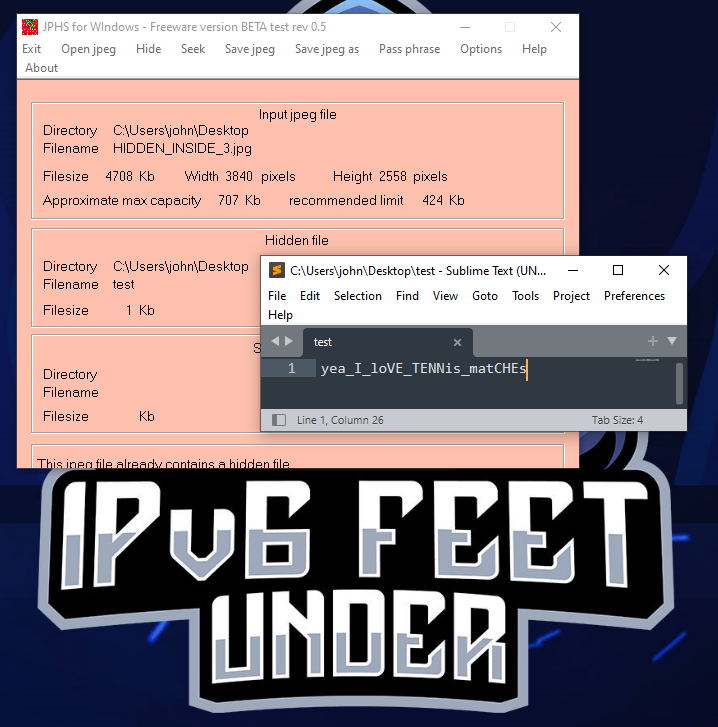 JPHS for WIndows - Freeware version BETA test rev 0.5
Exit Open jpeg Hide Seek Save jpeg Save jpeg as Pass phrase Options Help
About
Input jpeg file
Directory C:\Users\john\Desktop
Filename HIDDEN_INSIDE_3.jpg
Filesize 4708 Kb Width 3840 pixels Height 2558 pixels
Approximate max capacity 707 Kb recommended limit 424 Kb
Hidden file
Directory C:\Users\john\Desktop
Filename test
Filesize 1 Kb
S
Directory
Filename
Filesize Kb
This jpeg file already contains a hidden file
C:\Users\john\Desktop\test - Sublime Text (UN...
File Edit Selection Find View Goto Tools Project Preferences
Help
test
1 yea_I_loVE_TENNis_matCHEs
Line 1, Column 26 Tab Size: 4
IPv6 FEET
UNDER